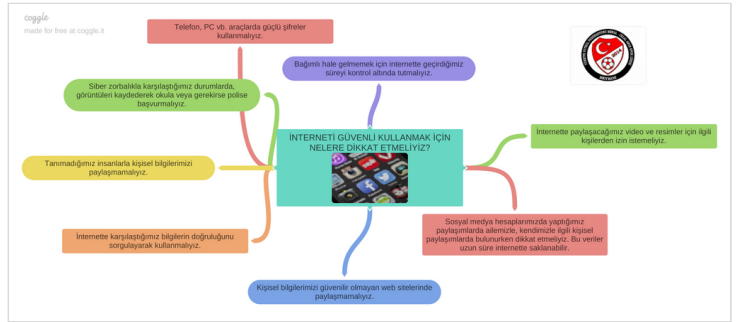 coggle
made for free at coggle.it
Telefon, PC vb. araçlarda güçlü şifreler
kullanmalıyız.
Bağımlı hale gelmemek için internette geçirdiğimiz
süreyi kontrol altında tutmalıyız.
Siber zorbalıkla karşılaştığımız durumlarda,
görüntüleri kaydederek okula veya gerekirse polise
başvurmalıyız.
İNTERNETİ GÜVENLİ KULLANMAK İÇİN
NELERE DİKKAT ETMELİYİZ?
İnternette paylaşacağımız video ve resimler için ilgili
kişilerden izin istemeliyiz.
Tanımadığımız insanlarla kişisel bilgilerimizi
paylaşmamalıyız.
Sosyal medya hesaplarımızda yaptığımız
paylaşımlarda ailemizle, kendimizle ilgili kişisel
paylaşımlarda bulunurken dikkat etmeliyiz. Bu veriler
uzun süre internette saklanabilir.
İnternette karşılaştığımız bilgilerin doğruluğunu
sorgulayarak kullanmalıyız.
Kişisel bilgilerimizi güvenilir olmayan web sitelerinde
paylaşmamalıyız.